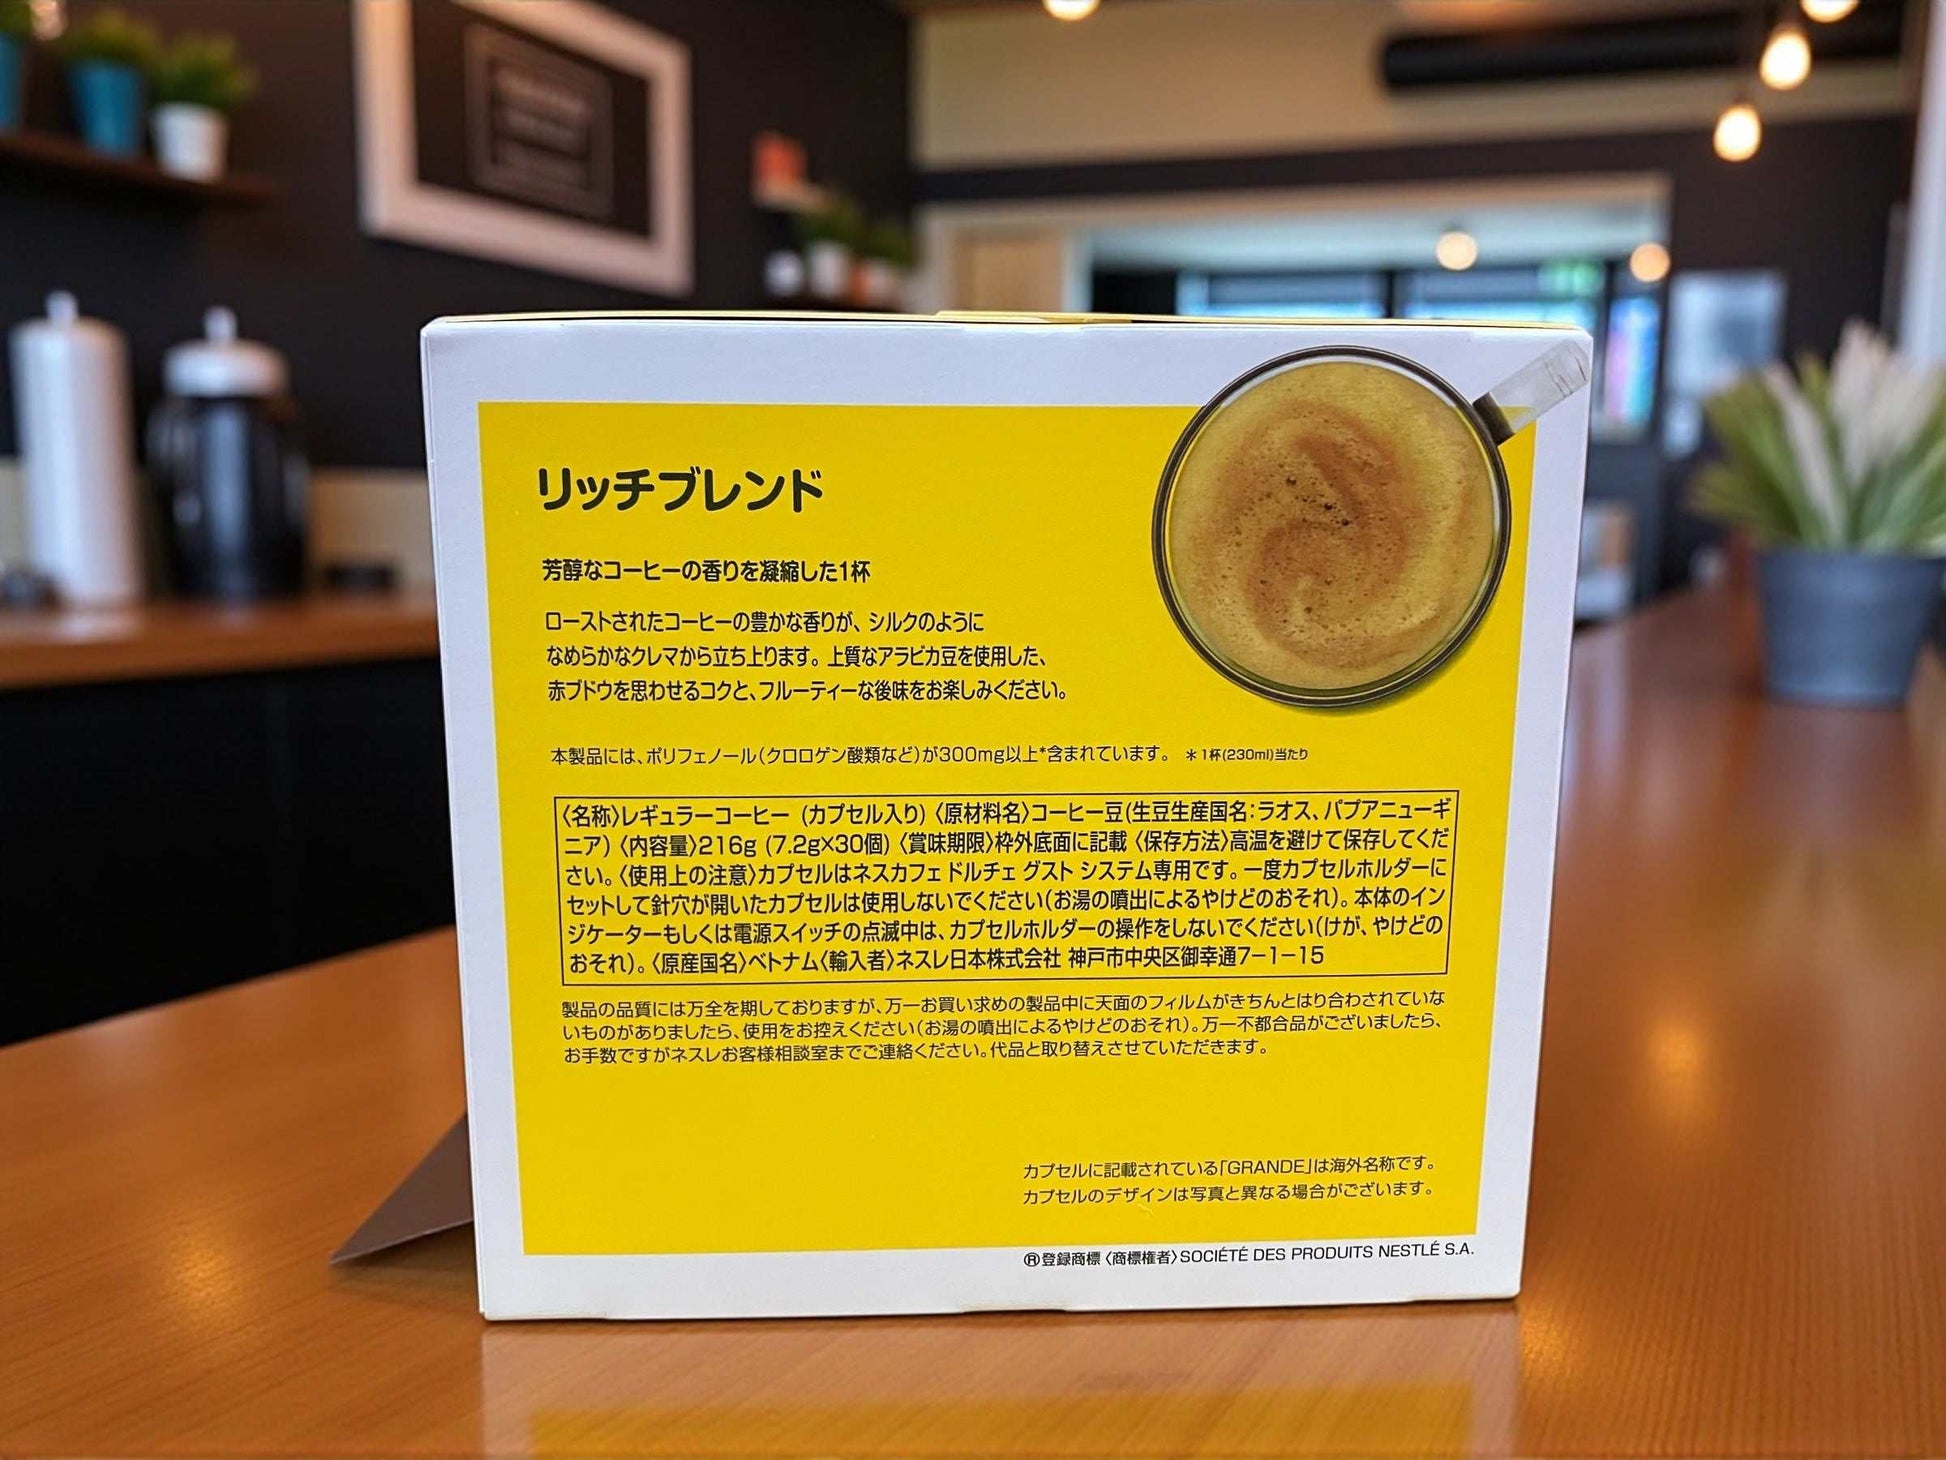 リッチブレンド
芳醇なコーヒーの香りを凝縮した1杯
ローストされたコーヒーの豊かな香りが、シルクのように
なめらかなクレマから立ち上ります。上質なアラビカ豆を使用した、
赤ブドウを思わせるコクと、フルーティーな後味をお楽しみください。
本製品には、ポリフェノール(クロロゲン酸類など)が300mg以上*含まれています。 ＊1杯(230ml)当たり
〈名称〉レギュラーコーヒー (カプセル入り) 〈原材料名〉コーヒー豆(生豆生産国名:ラオス、パプアニューギ
ニア) 〈内容量〉216g (7.2g×30個) 〈賞味期限〉枠外底面に記載 〈保存方法〉高温を避けて保存してくだ
さい。〈使用上の注意〉カプセルはネスカフェ ドルチェ グスト システム専用です。一度カプセルホルダーに
セットして針穴が開いたカプセルは使用しないでください(お湯の噴出によるやけどのおそれ)。本体のイン
ジケーターもしくは電源スイッチの点滅中は、カプセルホルダーの操作をしないでください(けが、やけどの
おそれ)。〈原産国名〉ベトナム〈輸入者〉ネスレ日本株式会社 神戸市中央区御幸通7-1-15
製品の品質には万全を期しておりますが、万一お買い求めの製品中に天面のフィルムがきちんとはり合わされていな
いものがありましたら、使用をお控えください(お湯の噴出によるやけどのおそれ)。万一不都合品がございましたら、
お手数ですがネスレお客様相談室までご連絡ください。代品と取り替えさせていただきます。
カプセルに記載されている「GRANDE」は海外名称です。
カプセルのデザインは写真と異なる場合がございます。
®登録商標〈商標権者〉SOCIÉTÉ DES PRODUITS NESTLÉ S.A.